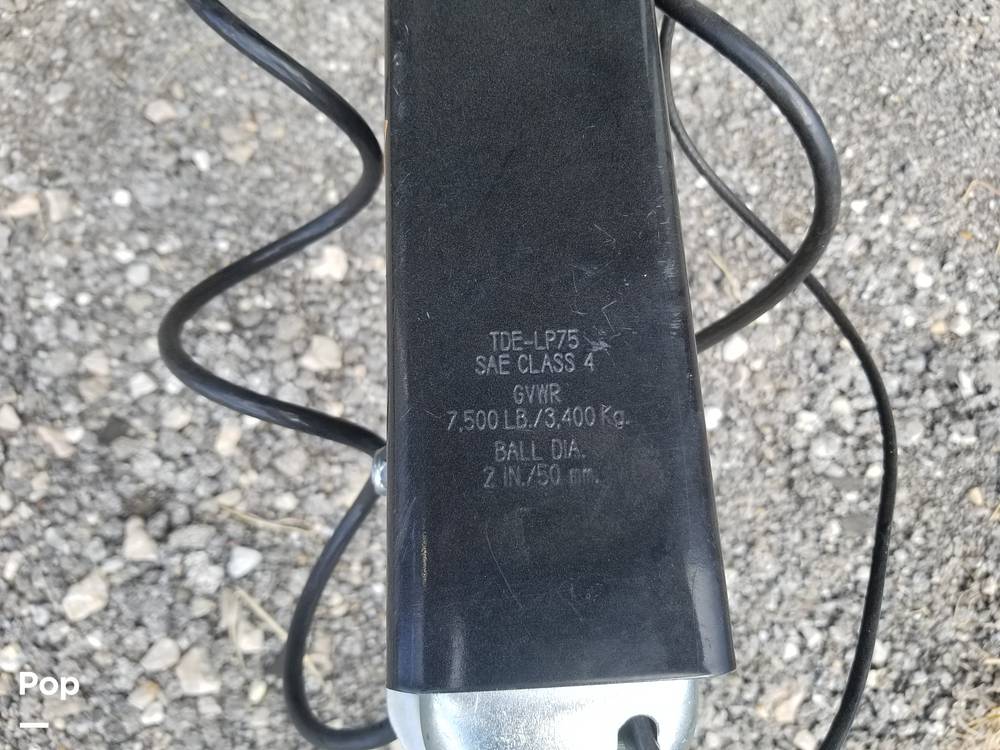 TDE-LP75
SAE CLASS 4
GVWR
7,500 LB./3,400 Kg.
BALL DIA.
2 IN./50 mm.
Pop